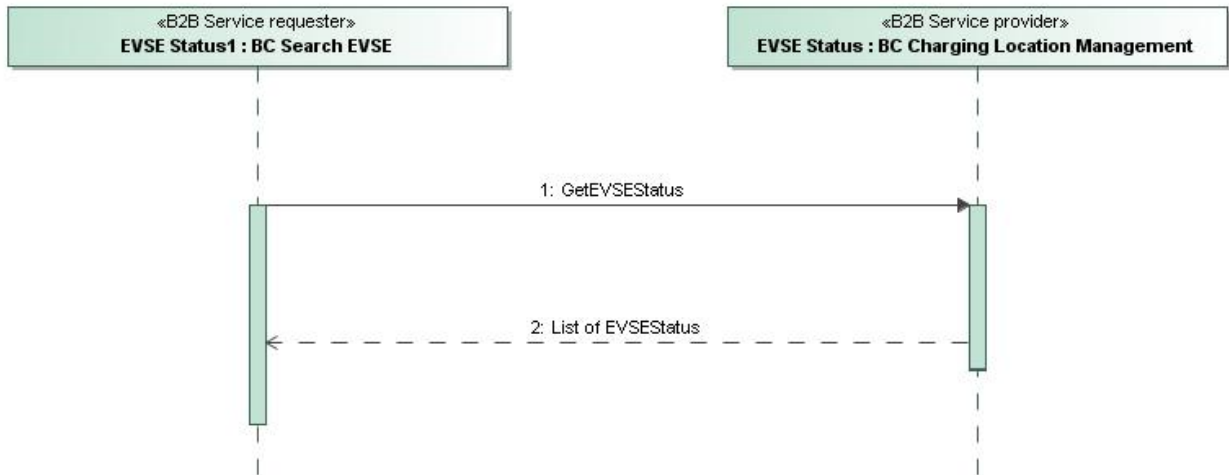 «B2B Service requester»
EVSE Status1 : BC Search EVSE
«B2B Service provider»
EVSE Status : BC Charging Location Management
1: GetEVSEStatus
2: List of EVSEStatus